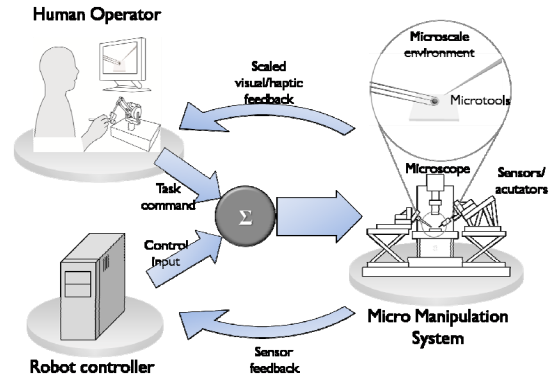 Human Operator
Microscale
environment
Microtools
Scaled
visual/haptic
feedback
Microscope
Sensors/
acutators
Task
command
Σ
Control
Input
Micro Manipulation
System
Sensor
feedback
Robot controller